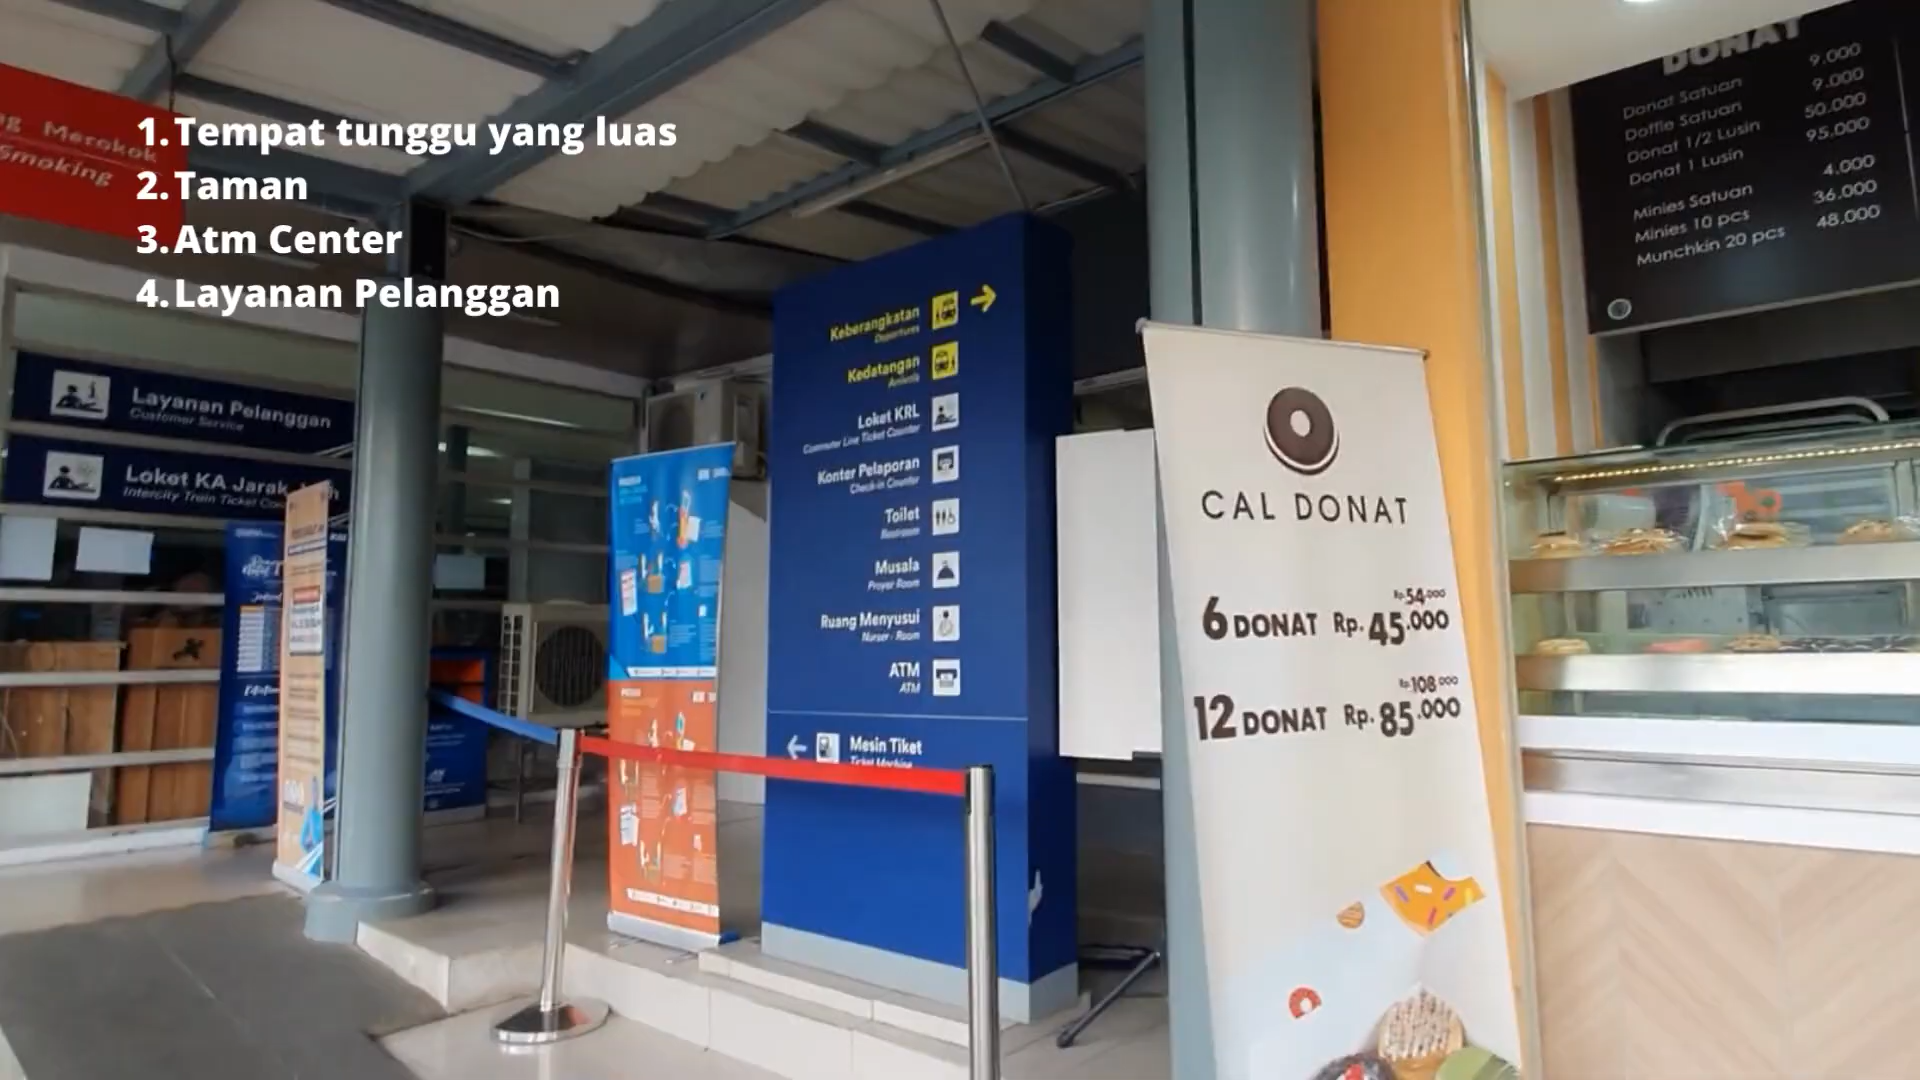 1. Tempat tunggu yang luas
2. Taman
3. Atm Center
4. Layanan Pelanggan
Merokok
Smoking
Layanan Pelanggan
Customer Service
Loket KA Jarak
Intercity Train Ticket
Keberangkatan
Departures
Kedatangan
Arrivals
Loket KRL
Commuter Line Ticket Counter
Konter Pelaporan
Check-in Counter
Toilet
Restroom
Musala
Prayer Room
Ruang Menyusui
Nurser Room
ATM
ATM
Mesin Tiket
Ticket Machine
CAL DONAT
Rp. 54.000
6 DONAT Rp. 45.000
Rp. 108.000
12 DONAT Rp. 85.000
DONAT
Donat Satuan 9.000
Doffle Satuan 9.000
Donat 1/2 Lusin 50.000
Donat 1 Lusin 95.000
Minies Satuan 4.000
Minies 10 pcs 36.000
Munchkin 20 pcs 48.000